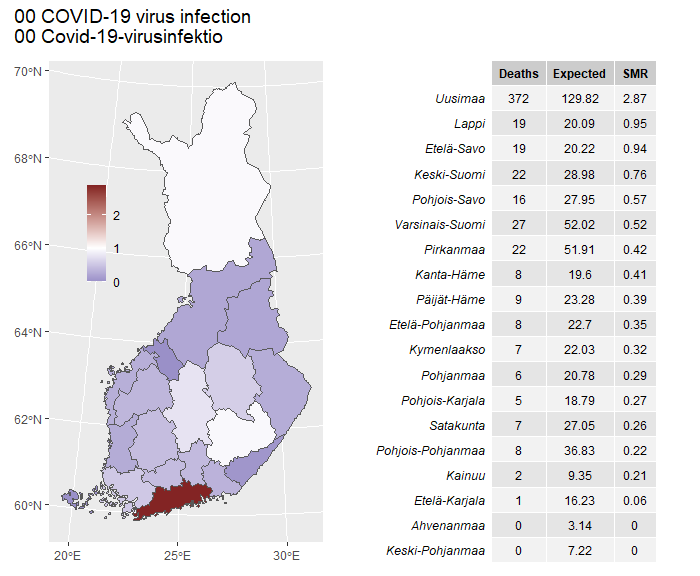 00 COVID-19 virus infection
00 Covid-19-virusinfektio
70°N
68°N
66°N
64°N
62°N
60°N
20°E
25°E
30°E
2
1
0
Deaths Expected SMR
Uusimaa 372 129.82 2.87
Lappi 19 20.09 0.95
Etelä-Savo 19 20.22 0.94
Keski-Suomi 22 28.98 0.76
Pohjois-Savo 16 27.95 0.57
Varsinais-Suomi 27 52.02 0.52
Pirkanmaa 22 51.91 0.42
Kanta-Häme 8 19.6 0.41
Päijät-Häme 9 23.28 0.39
Etelä-Pohjanmaa 8 22.7 0.35
Kymenlaakso 7 22.03 0.32
Pohjanmaa 6 20.78 0.29
Pohjois-Karjala 5 18.79 0.27
Satakunta 7 27.05 0.26
Pohjois-Pohjanmaa 8 36.83 0.22
Kainuu 2 9.35 0.21
Etelä-Karjala 1 16.23 0.06
Ahvenanmaa 0 3.14 0
Keski-Pohjanmaa 0 7.22 0